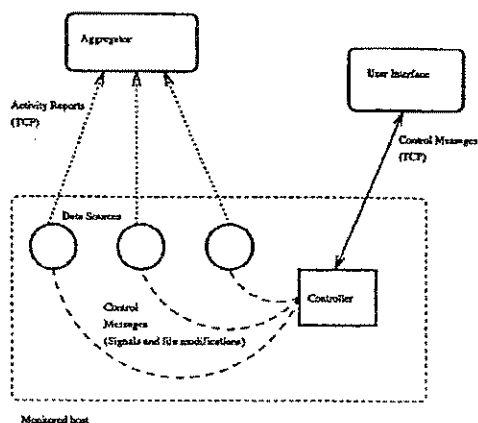 Aggregator
User Interface
Activity Reports
(TCP)
Control Messages
(TCP)
Data Sources
Controller
Control
Messages
(Signals and file modifications)
Monitored host